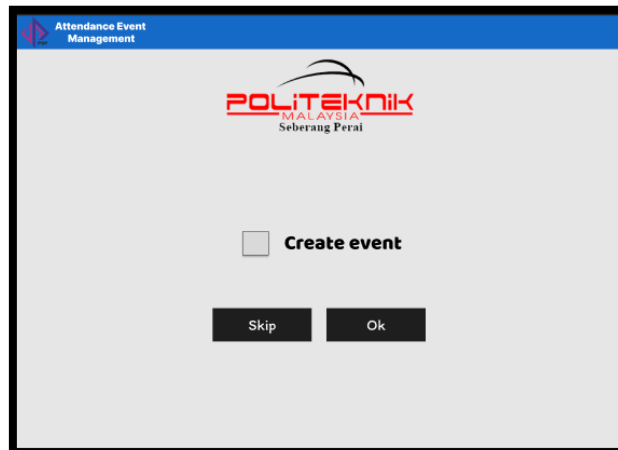 Attendance Event
Management
POLiTEKNiK
MALAYSIA
Seberang Perai
Create event
Skip
Ok